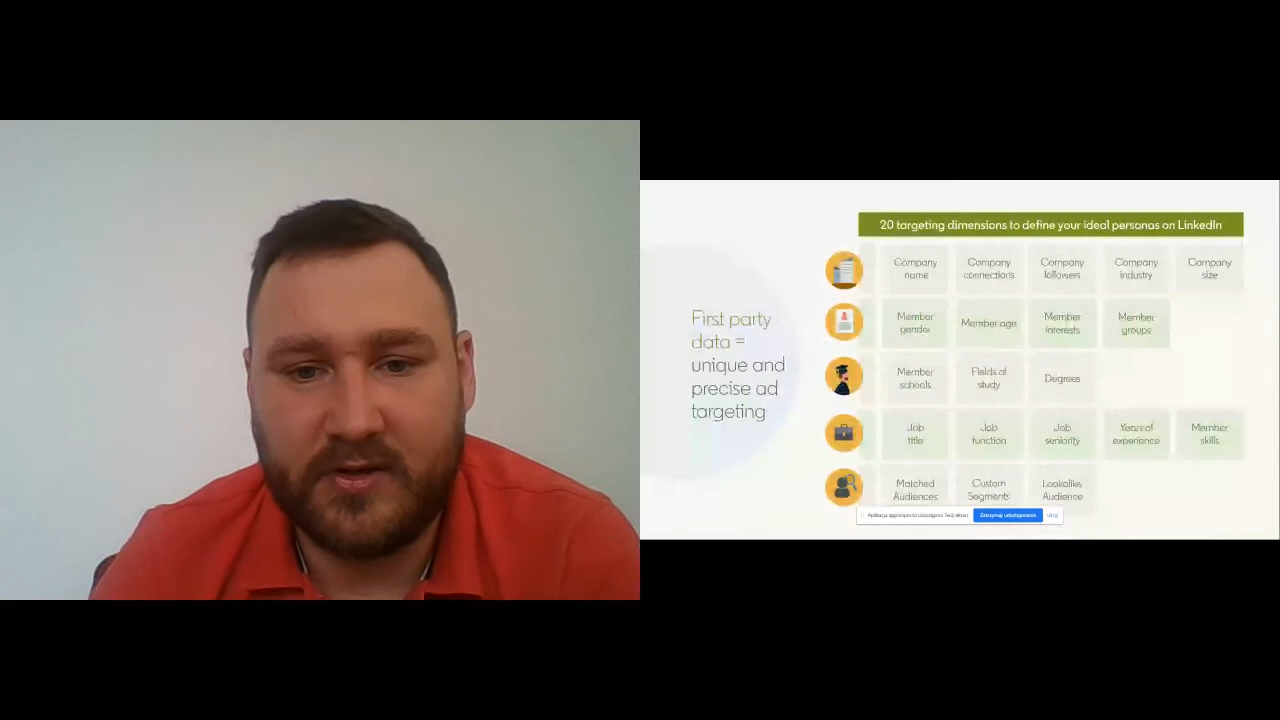 20 targeting dimensions to define your ideal personas on LinkedIn
First party
data =
unique and
precise ad
targeting
Company
name
Company
connections
Company
followers
Company
industry
Company
size
Member
gender
Member age
Member
interests
Member
groups
Member
schools
Fields of
study
Degrees
Job
title
Job
function
Job
seniority
Years of
experience
Member
skills
Matched
Audiences
Custom
Segments
Lookalike
Audience
Zatrzymaj udostępnianie
Ukryj